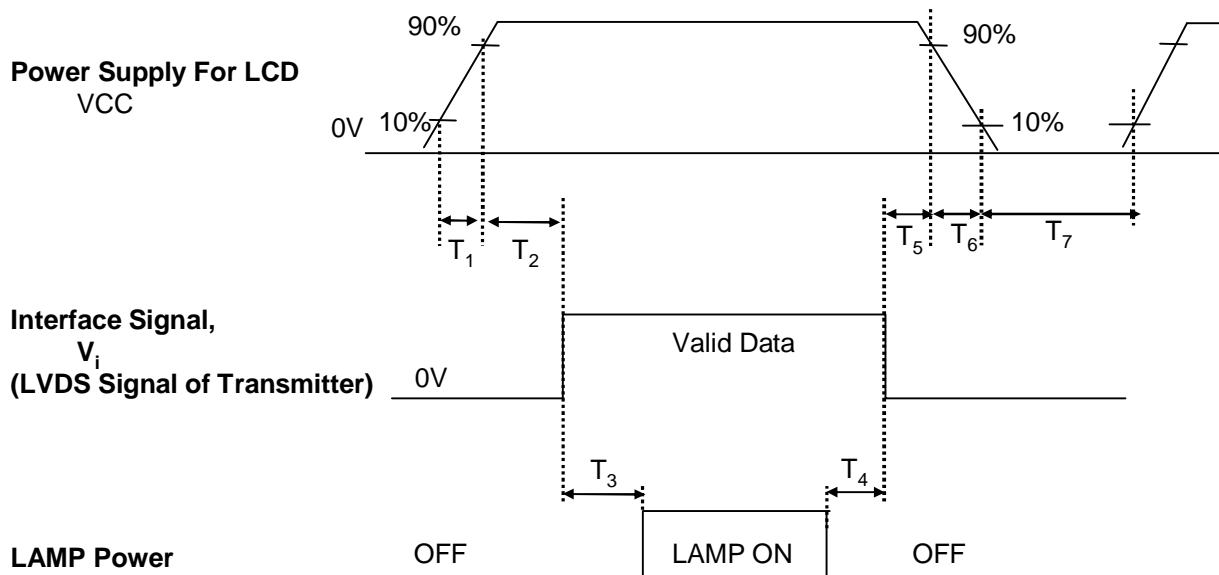 90%
90%
Power Supply For LCD
VCC
0V
10%
10%
T1
T2
T5
T6
T7
Interface Signal,
Vi
(LVDS Signal of Transmitter)
Valid Data
0V
T3
T4
LAMP Power
OFF
LAMP ON
OFF